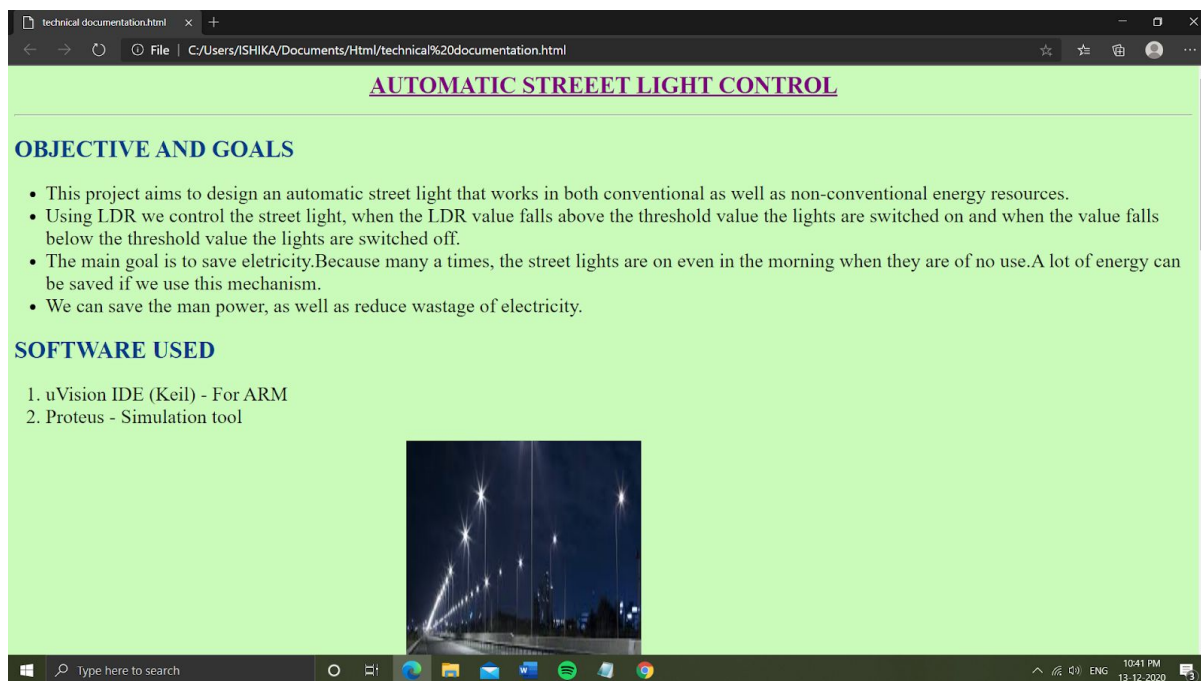 technical documentation.html
File | C:/Users/ISHIKA/Documents/Html/technical%20documentation.html
AUTOMATIC STREEET LIGHT CONTROL
OBJECTIVE AND GOALS
• This project aims to design an automatic street light that works in both conventional as well as non-conventional energy resources.
• Using LDR we control the street light, when the LDR value falls above the threshold value the lights are switched on and when the value falls
below the threshold value the lights are switched off.
• The main goal is to save eletricity.Because many a times, the street lights are on even in the morning when they are of no use.A lot of energy can
be saved if we use this mechanism.
• We can save the man power, as well as reduce wastage of electricity.
SOFTWARE USED
1. uVision IDE (Keil) - For ARM
2. Proteus - Simulation tool
Type here to search
ENG
10:41 PM
13-12-2020